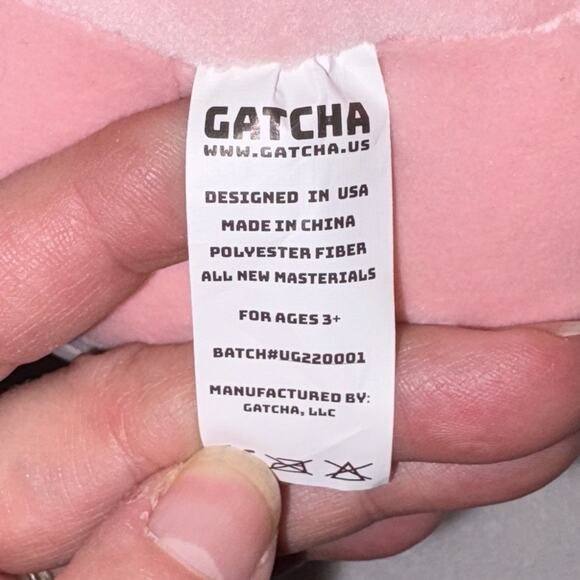 GATCHA
WWW.GATCHA.US
DESIGNED IN USA
MADE IN CHINA
POLYESTER FIBER
ALL NEW MASTERIALS
FOR AGES 3+
BATCH#UG220001
MANUFACTURED BY:
GATCHA, LLC